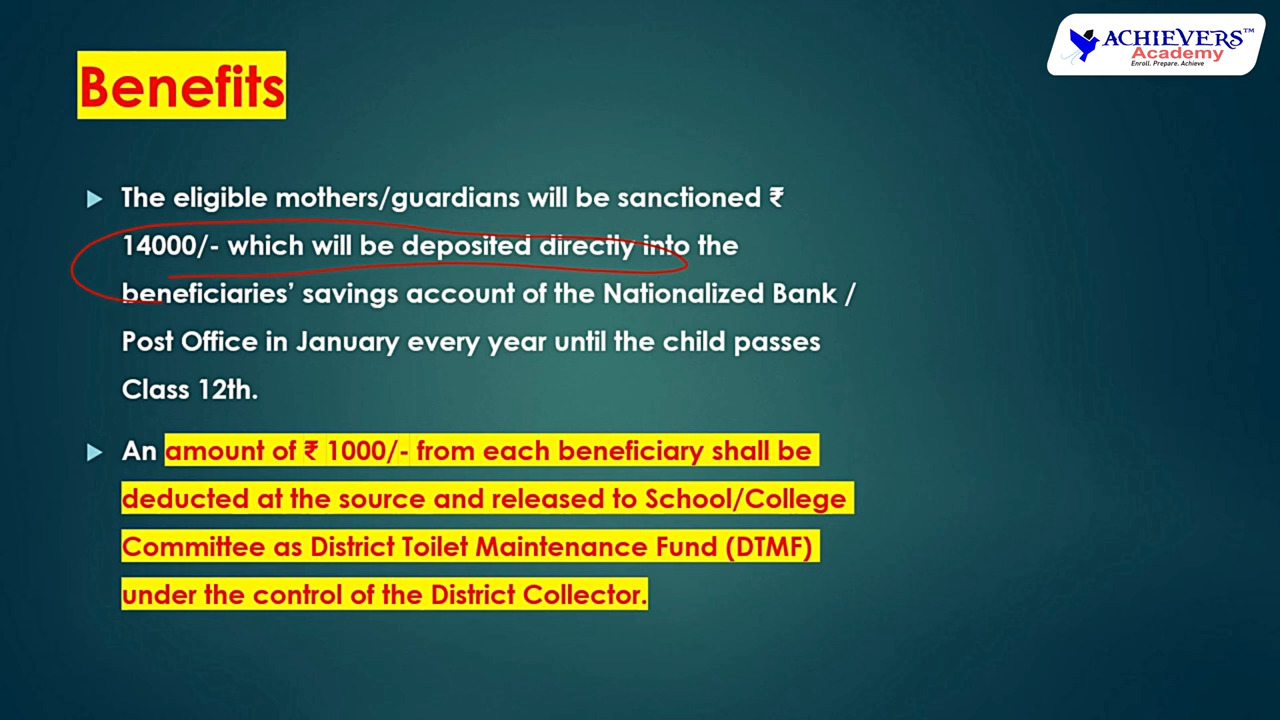 ACHIEVERS™
Academy
Enroll. Prepare. Achieve
Benefits
The eligible mothers/guardians will be sanctioned ₹
14000/- which will be deposited directly into the
beneficiaries’ savings account of the Nationalized Bank /
Post Office in January every year until the child passes
Class 12th.
An amount of ₹ 1000/- from each beneficiary shall be
deducted at the source and released to School/College
Committee as District Toilet Maintenance Fund (DTMF)
under the control of the District Collector.